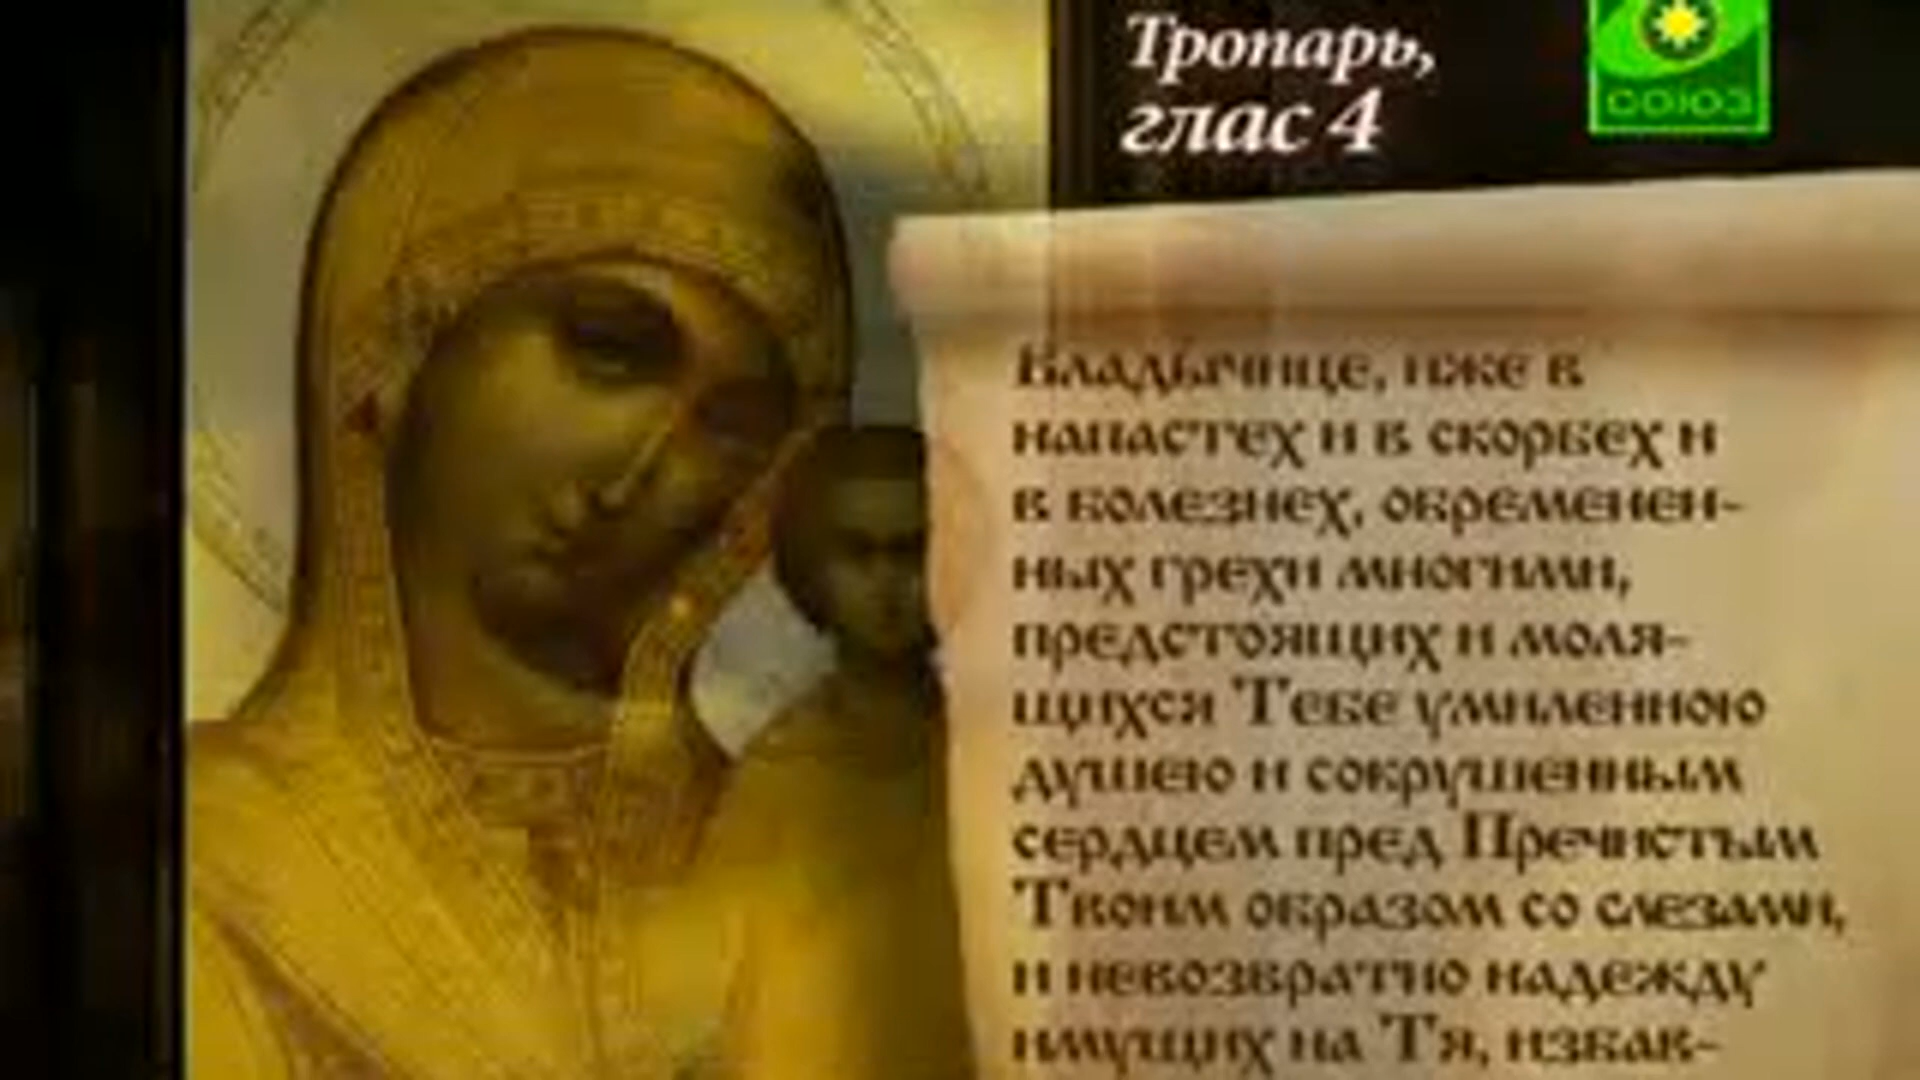 Тропарь,
глас 4
союз
Владычице, иже в
напастех и в скорбех и
в болезнех, обременен-
ных грехи многими,
предстоящих и моля-
щихся Тебе умиленною
душею и сокрушенным
сердцем пред Пречистым
Твоим образом со слезами,
и невозвратно надежду
имущих на Тя, избав-